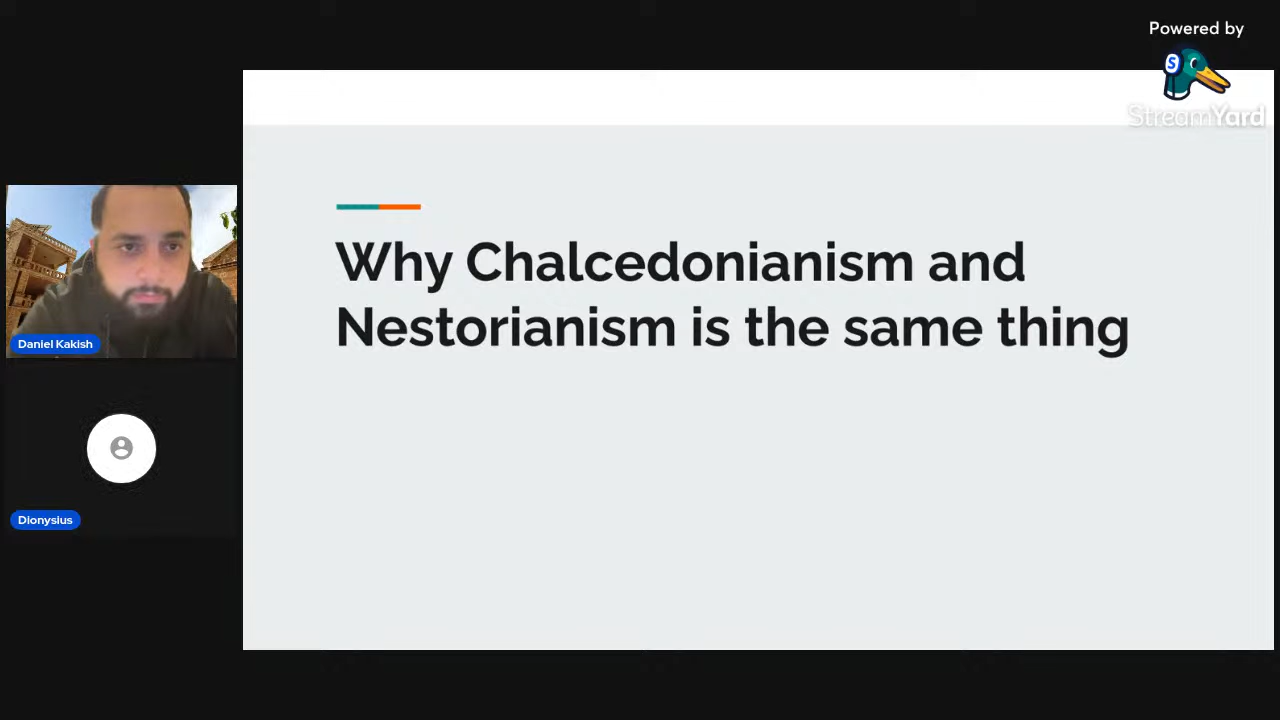 Powered by
S
StreamYard
Why Chalcedonianism and
Nestorianism is the same thing
Daniel Kakish
Dionysius